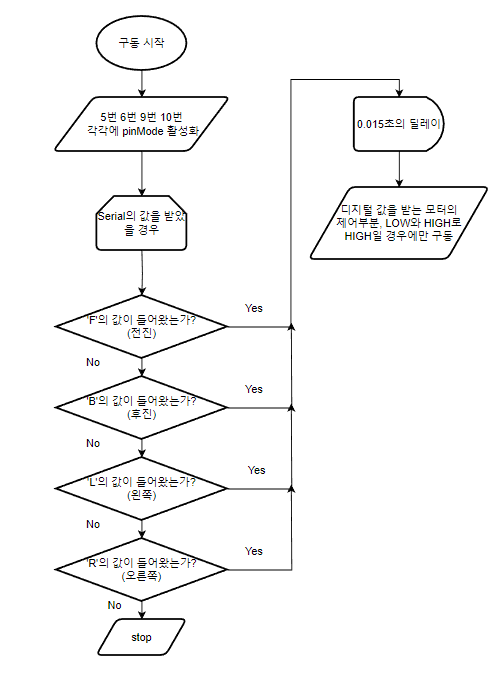 구동 시작
5번 6번 9번 10번
각각에 pinMode 활성화
Serial의 값을 받았
을 경우
'F'의 값이 들어왔는가?
(전진)
Yes
No
'B'의 값이 들어왔는가?
(후진)
Yes
No
'L'의 값이 들어왔는가?
(왼쪽)
Yes
No
'R'의 값이 들어왔는가?
(오른쪽)
Yes
No
stop
0.015초의 딜레이
디지털 값을 받는 모터의
제어부분, LOW와 HIGH로
HIGH일 경우에만 구동